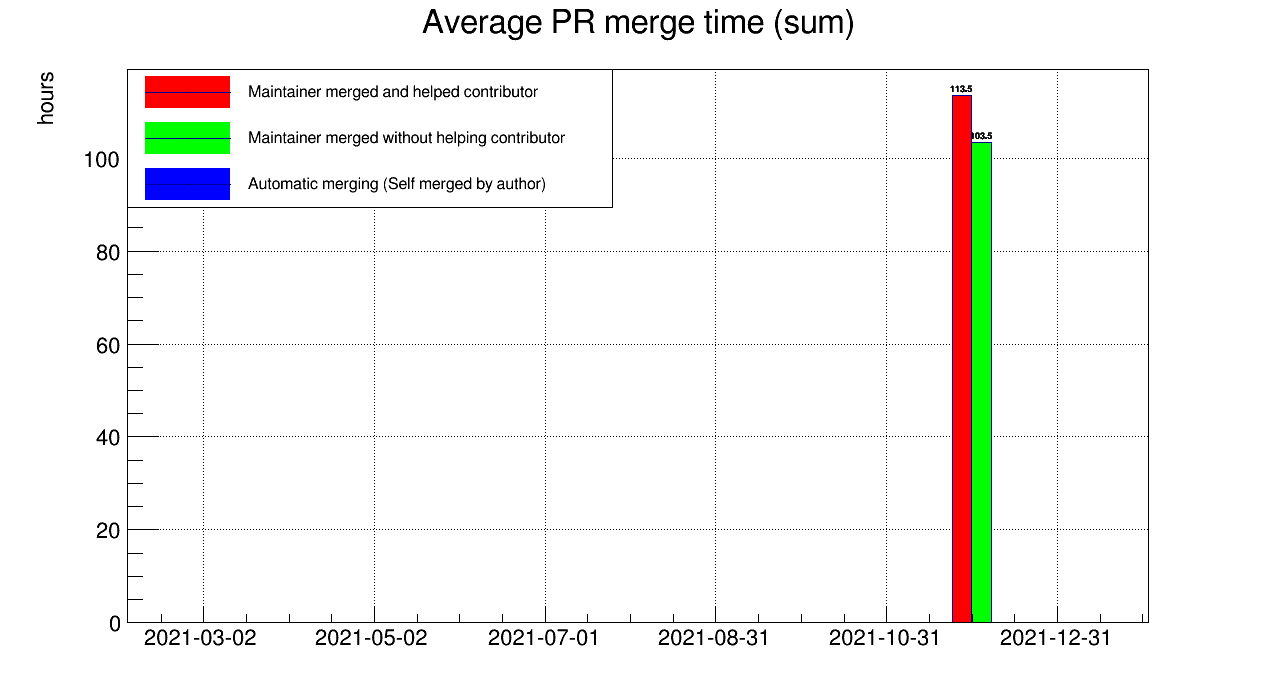 Average PR merge time (sum)
hours
Maintainer merged and helped contributor
Maintainer merged without helping contributor
Automatic merging (Self merged by author)
113.5
103.5
100
80
60
40
20
0
2021-03-02 2021-05-02 2021-07-01 2021-08-31 2021-10-31 2021-12-31